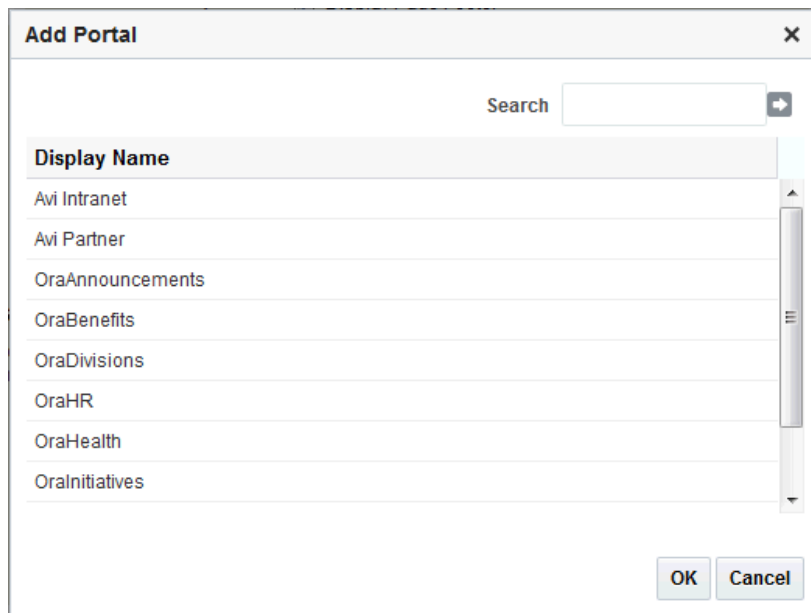 Add Portal
Search
Display Name
Avi Intranet
Avi Partner
OraAnnouncements
OraBenefits
OraDivisions
OraHR
OraHealth
OraInitiatives
OK Cancel